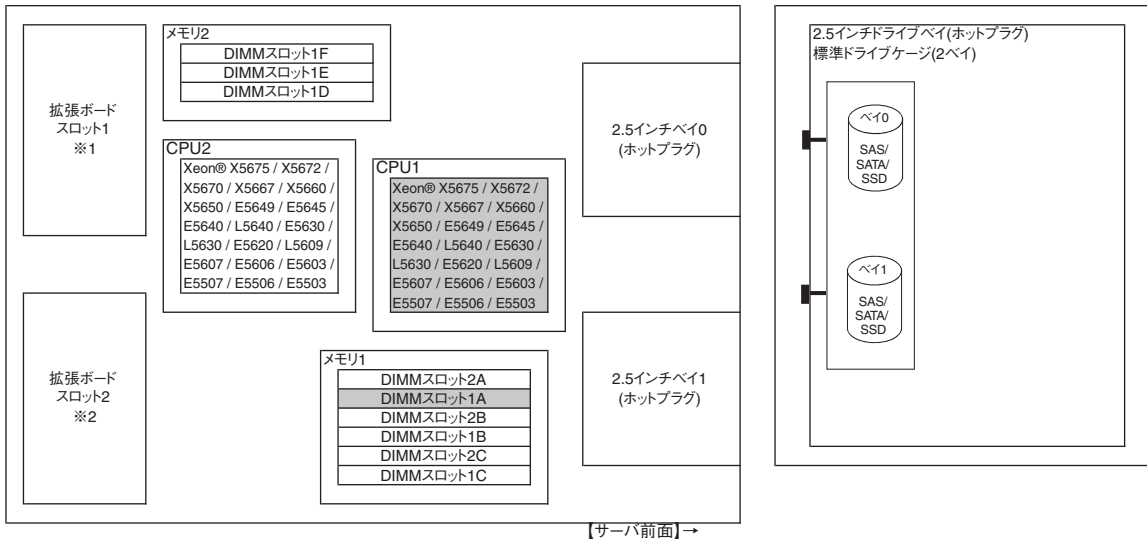 拡張ボード
スロット1
※1
拡張ボード
スロット2
※2
メモリ2
DIMMスロット1F
DIMMスロット1E
DIMMスロット1D
CPU2
Xeon® X5675 / X5672 /
X5670 / X5667 / X5660 /
X5650 / E5649 / E5645 /
E5640 / L5640 / E5630 /
L5630 / E5620 / L5609 /
E5607 / E5606 / E5603 /
E5507 / E5506 / E5503
CPU1
Xeon® X5675 / X5672 /
X5670 / X5667 / X5660 /
X5650 / E5649 / E5645 /
E5640 / L5640 / E5630 /
L5630 / E5620 / L5609 /
E5607 / E5606 / E5603 /
E5507 / E5506 / E5503
メモリ1
DIMMスロット2A
DIMMスロット1A
DIMMスロット2B
DIMMスロット1B
DIMMスロット2C
DIMMスロット1C
2.5インチベイ0
(ホットプラグ)
2.5インチベイ1
(ホットプラグ)
【サーバ前面】→
2.5インチドライブベイ(ホットプラグ)
標準ドライブケージ(2ベイ)
ベイ0
SAS/
SATA/
SSD
ベイ1
SAS/
SATA/
SSD